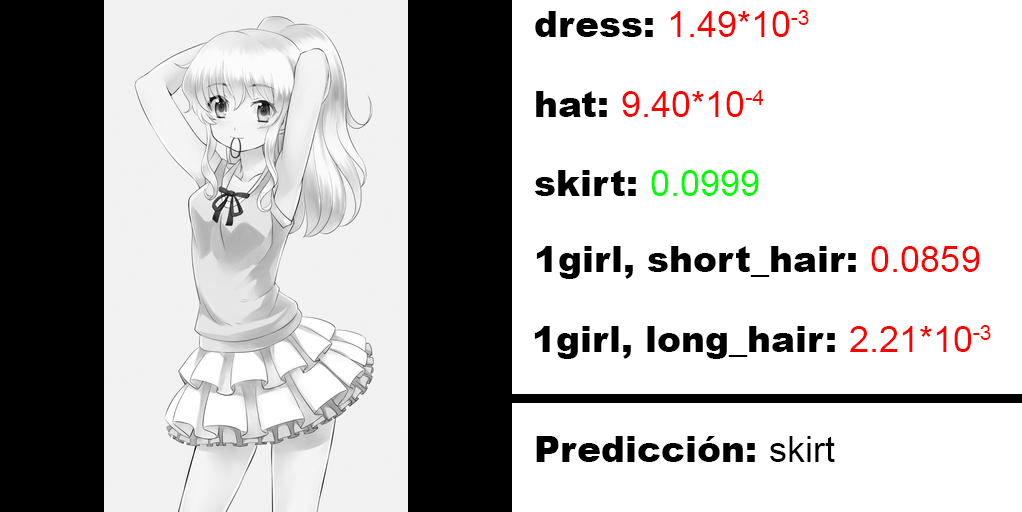 dress: 1.49*10⁻³
hat: 9.40*10⁻⁴
skirt: 0.0999
1girl, short_hair: 0.0859
1girl, long_hair: 2.21*10⁻³
Predicción: skirt